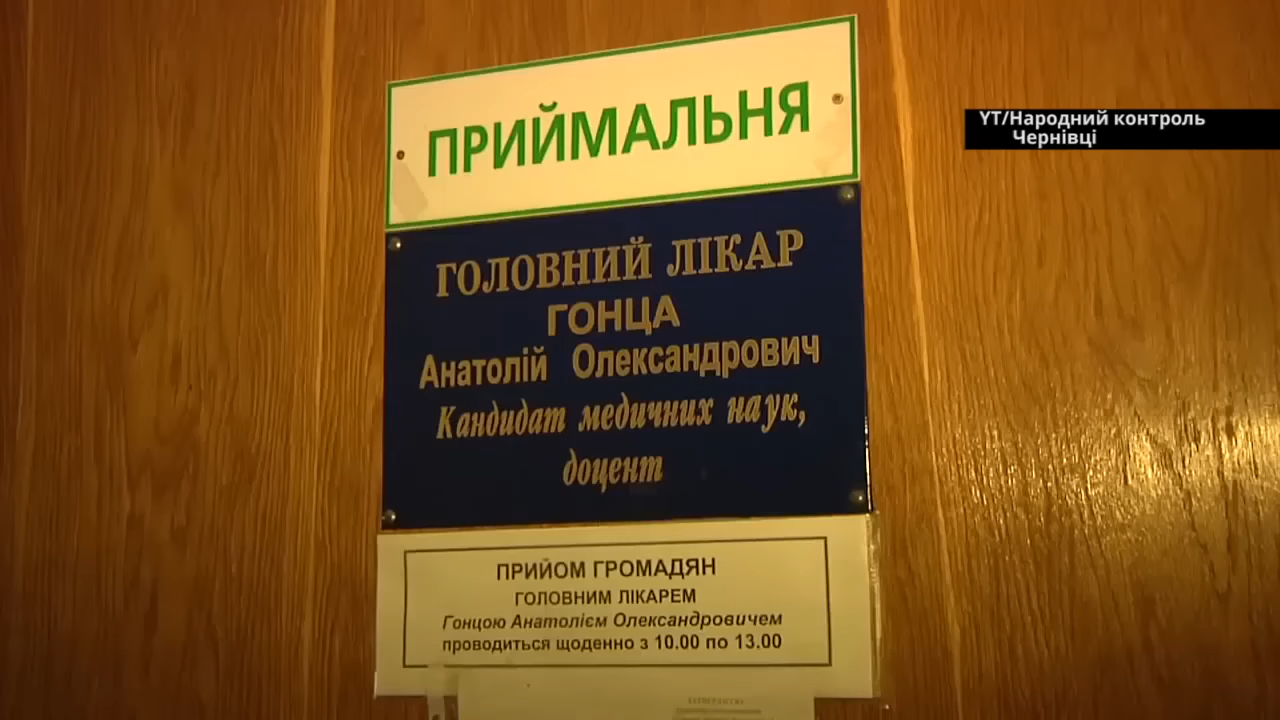 ПРИЙМАЛЬНЯ
YT/Народний контроль
Чернівці
ГОЛОВНИЙ ЛІКАР
ГОНЦА
Анатолій Олександрович
Кандидат медичних наук,
доцент
ПРИЙОМ ГРОМАДЯН
ГОЛОВНИМ ЛІКАРЕМ
Гонцою Анатолієм Олександровичем
проводиться щоденно з 10.00 по 13.00